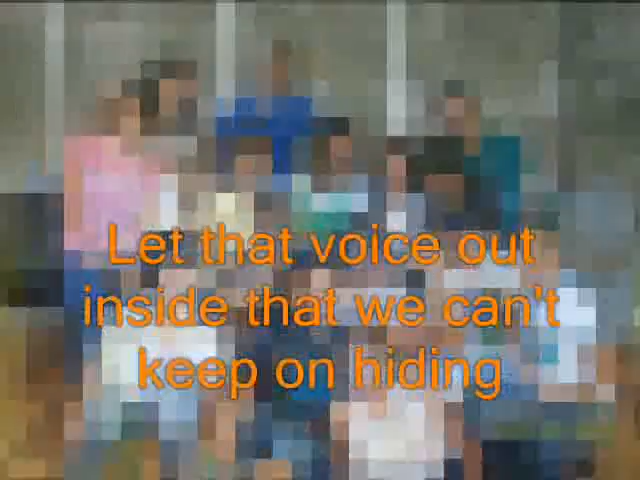 Let that voice out
inside that we can't
keep on hiding